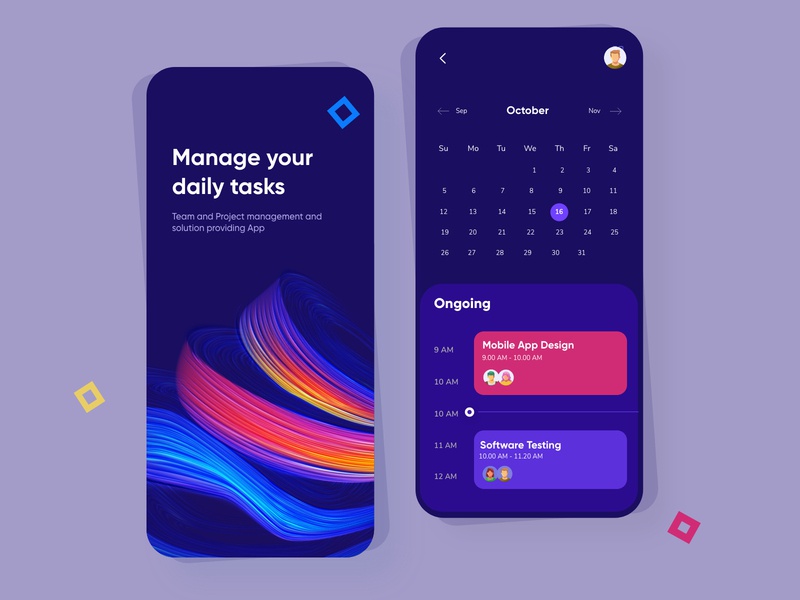 Manage your
daily tasks
Team and Project management and
solution providing App
Sep October Nov
Su Mo Tu We Th Fr Sa
1 2 3 4
5 6 7 8 9 10 11
12 13 14 15 16 17 18
19 20 21 22 23 24 25
26 27 28 29 30 31
Ongoing
9 AM
Mobile App Design
9.00 AM - 10.00 AM
10 AM
10 AM
11 AM
Software Testing
10.00 AM - 11.20 AM
12 AM